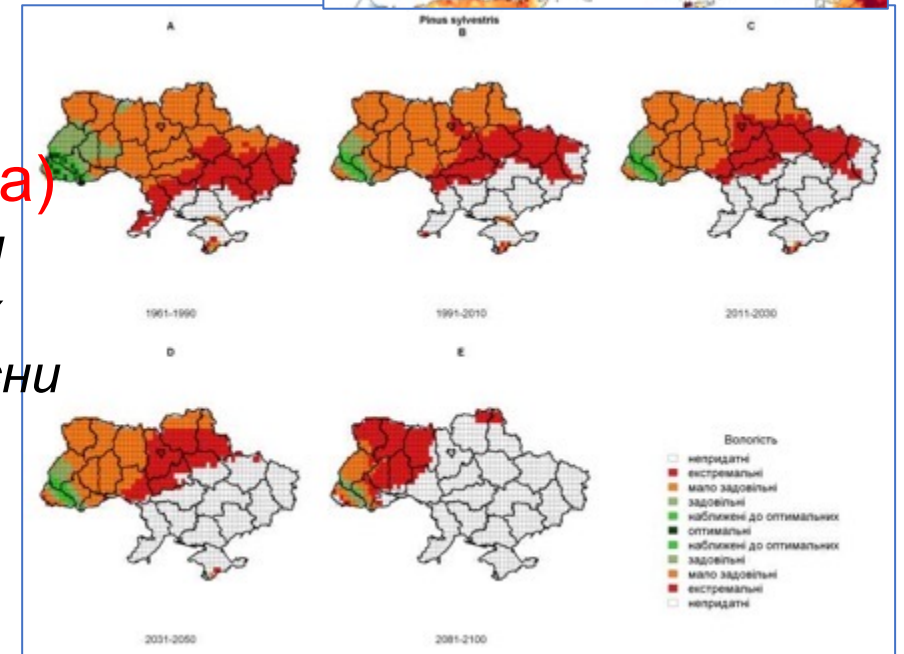 A
Pinus sylvestris
B
C
а)
1961-1990
1991-2010
2011-2030
сни
D
E
Вологість
непридатні
екстремальні
мало задовільні
задовільні
наближені до оптимальних
оптимальні
наближені до оптимальних
задовільні
мало задовільні
екстремальні
непридатні
2031-2050
2081-2100